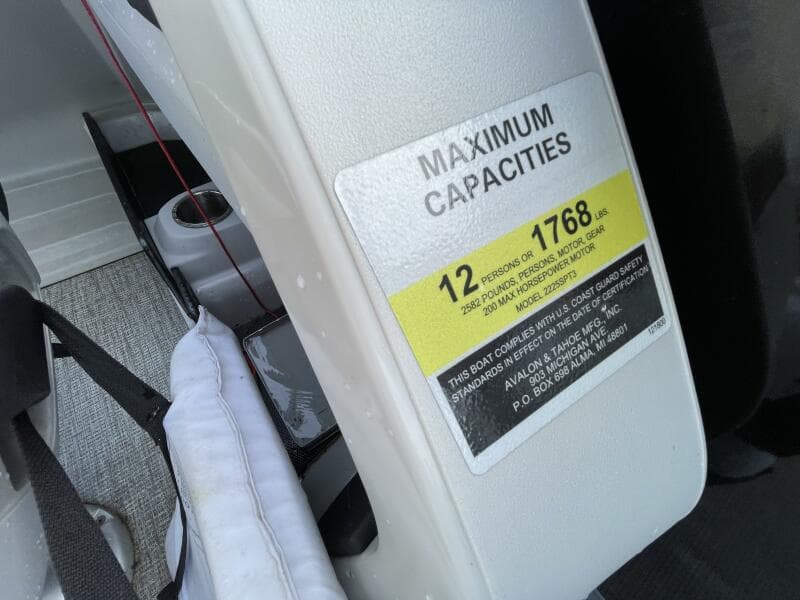 MAXIMUM
CAPACITIES
12 PERSONS OR 1768 LBS.
2582 POUNDS, PERSONS, MOTOR, GEAR
200 MAX HORSEPOWER MOTOR
MODEL 2225SPT3
THIS BOAT COMPLIES WITH U.S. COAST GUARD SAFETY
STANDARDS IN EFFECT ON THE DATE OF CERTIFICATION
AVALON & TAHOE MFG., INC.
903 MICHIGAN AVE.
P.O. BOX 698 ALMA, MI 48801
121800